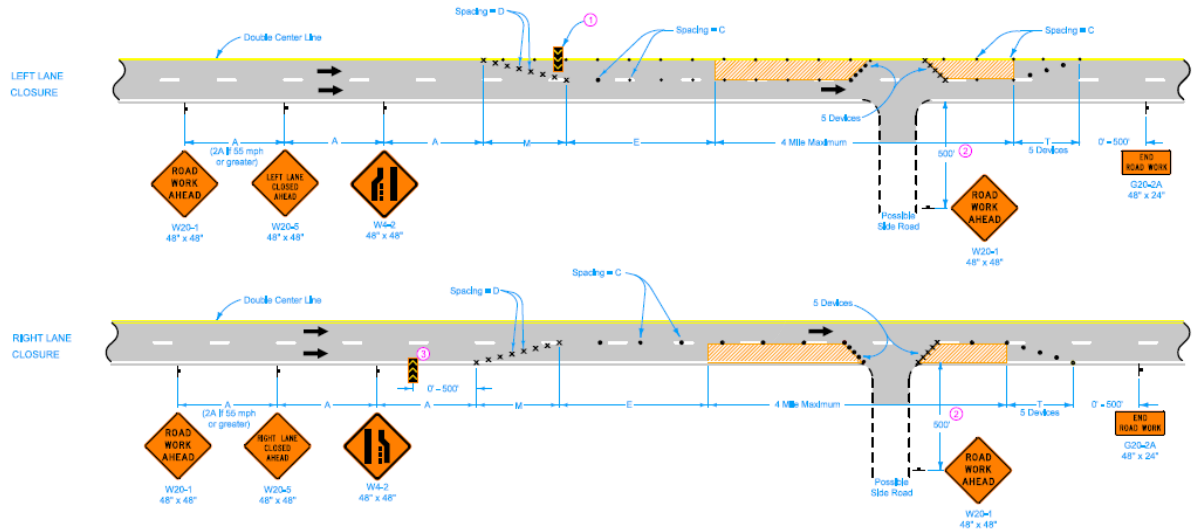 Spacing = D
1
Spacing = C
Spacing = C
Double Center Line
LEFT LANE
CLOSURE
5 Devices
A
(2A if 55 mph
or greater)
A
A
M
E
4 Mile Maximum
T
5 Devices
0' - 500'
500'
2
ROAD
WORK
AHEAD
W20-1
48" x 48"
LEFT LANE
CLOSED
AHEAD
W20-5
48" x 48"
W4-2
48" x 48"
Possible
Side Road
ROAD
WORK
AHEAD
W20-1
48" x 48"
END
ROAD WORK
G20-2A
48" x 24"
Double Center Line
Spacing = D
Spacing = C
5 Devices
RIGHT LANE
CLOSURE
3
0' - 500'
A
(2A if 55 mph
or greater)
A
A
M
E
4 Mile Maximum
T
5 Devices
0' - 500'
500'
2
ROAD
WORK
AHEAD
W20-1
48" x 48"
RIGHT LANE
CLOSED
AHEAD
W20-5
48" x 48"
W4-2
48" x 48"
Possible
Side Road
ROAD
WORK
AHEAD
W20-1
48" x 48"
END
ROAD WORK
G20-2A
48" x 24"